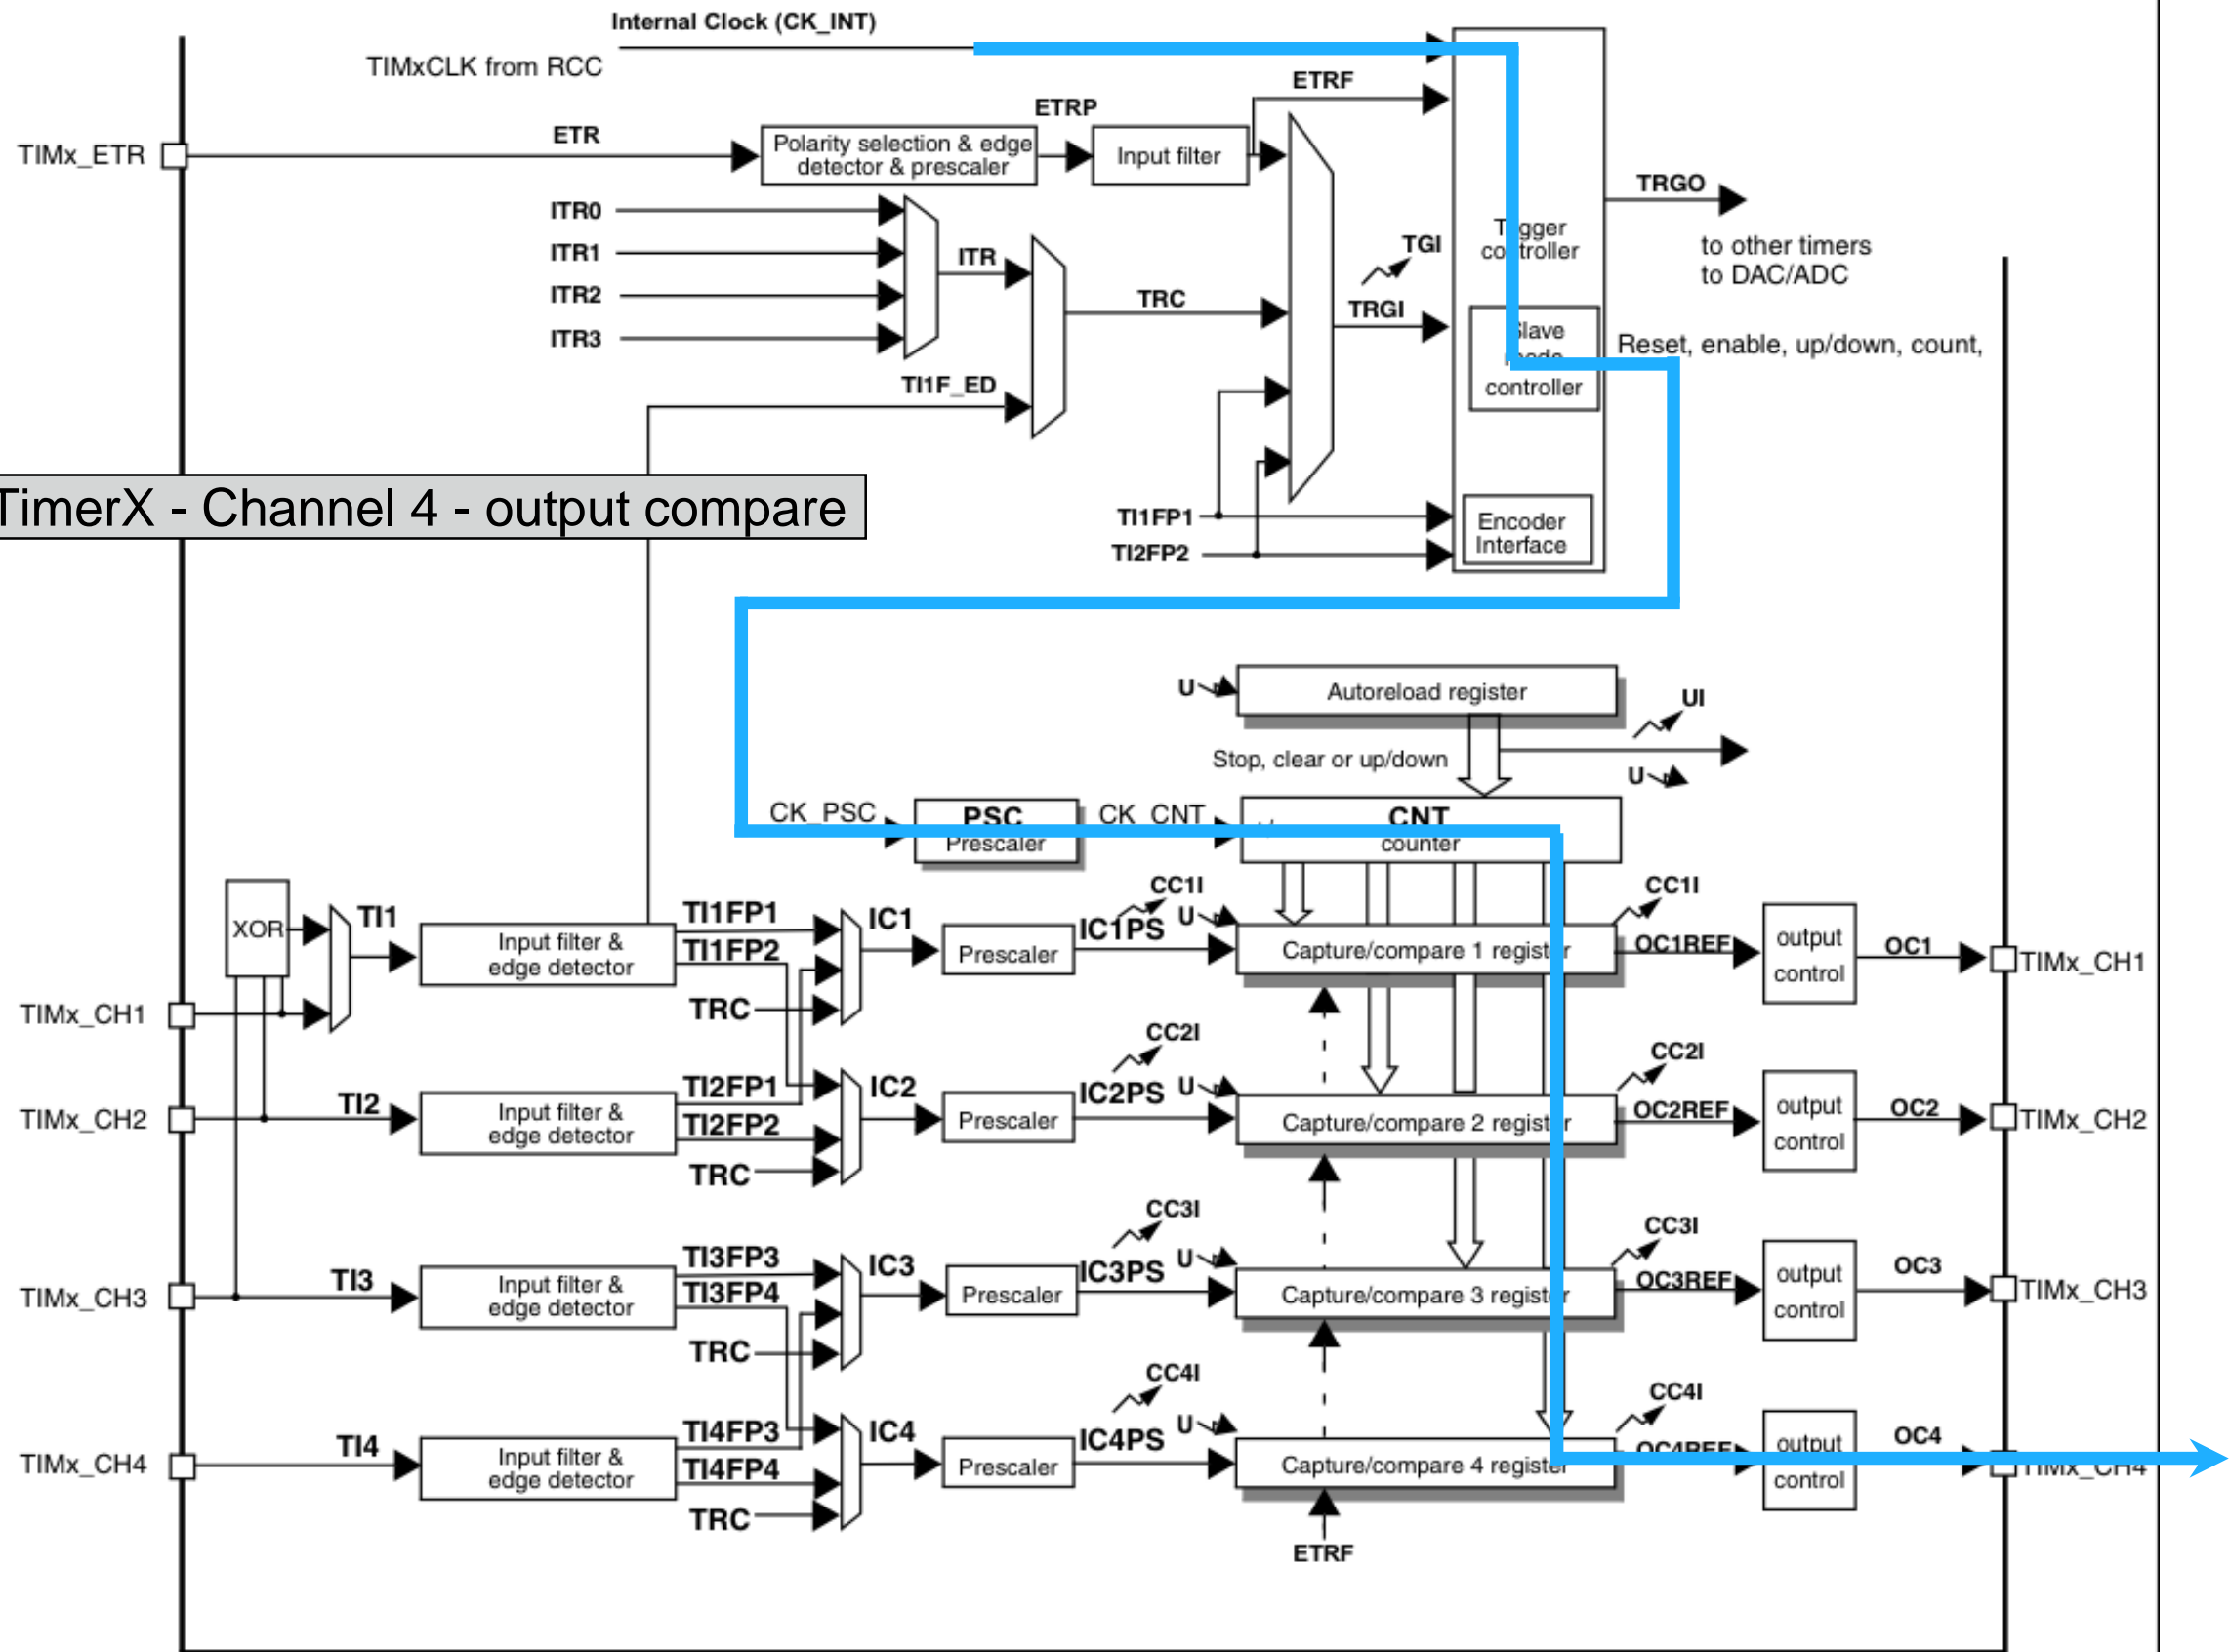 Internal Clock (CK_INT)
TIMxCLK from RCC
ETRF
ETRP
TIMx_ETR
ETR
Polarity selection & edge
detector & prescaler
Input filter
TRGO
ITR0
ITR1
ITR
ITR2
ITR3
TRC
TGI
TRGI
controller
to other timers
to DAC/ADC
Slave
controller
Reset, enable, up/down, count,
TI1F_ED
TimerX - Channel 4 - output compare
TI1FP1
TI2FP2
Encoder
Interface
U
Autoreload register
UI
Stop, clear or up/down
U
CK_PSC
PSC
Prescaler
CK_CNT
CNT
counter
XOR
TI1
Input filter &
edge detector
TI1FP1
TI1FP2
TRC
IC1
Prescaler
CC1I
U
IC1PS
Capture/compare 1 register
CC1I
OC1REF
output
control
OC1
TIMx_CH1
TIMx_CH1
TIMx_CH2
TI2
Input filter &
edge detector
TI2FP1
TI2FP2
TRC
IC2
Prescaler
CC2I
U
IC2PS
Capture/compare 2 register
CC2I
OC2REF
output
control
OC2
TIMx_CH2
TIMx_CH3
TI3
Input filter &
edge detector
TI3FP3
TI3FP4
TRC
IC3
Prescaler
CC3I
U
IC3PS
Capture/compare 3 register
CC3I
OC3REF
output
control
OC3
TIMx_CH3
TIMx_CH4
TI4
Input filter &
edge detector
TI4FP3
TI4FP4
TRC
IC4
Prescaler
CC4I
U
IC4PS
Capture/compare 4 register
CC4I
OC4REF
output
control
OC4
TIMx_CH4
ETRF